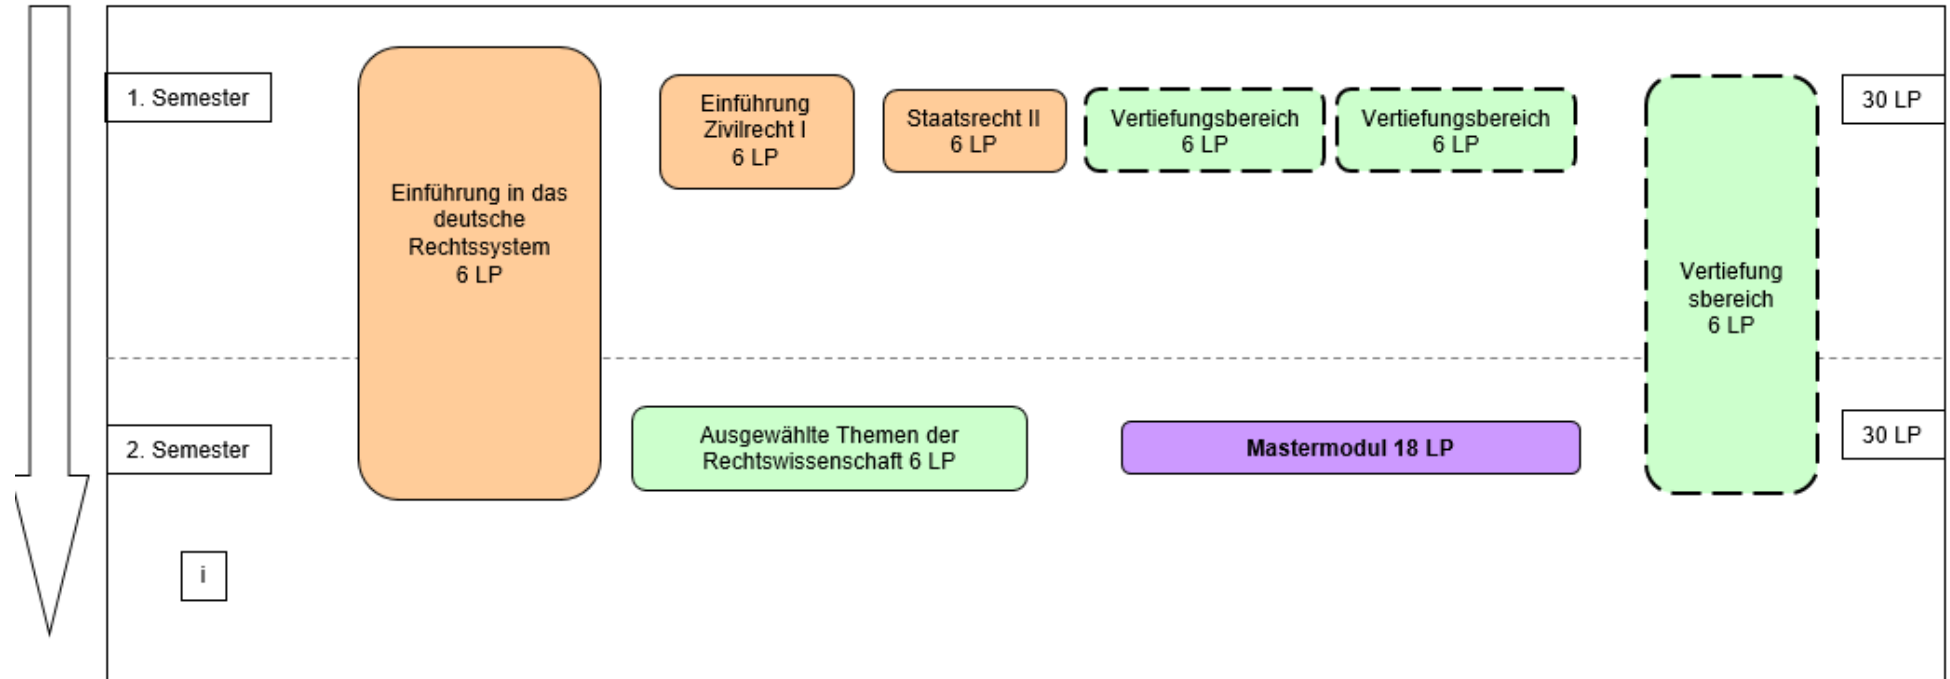 1. Semester
Einführung in das
deutsche
Rechtssystem
6 LP
Einführung
Zivilrecht I
6 LP
Staatsrecht II
6 LP
Vertiefungsbereich
6 LP
Vertiefungsbereich
6 LP
Vertiefung
sbereich
6 LP
30 LP
2. Semester
Ausgewählte Themen der
Rechtswissenschaft 6 LP
Mastermodul 18 LP
30 LP
i